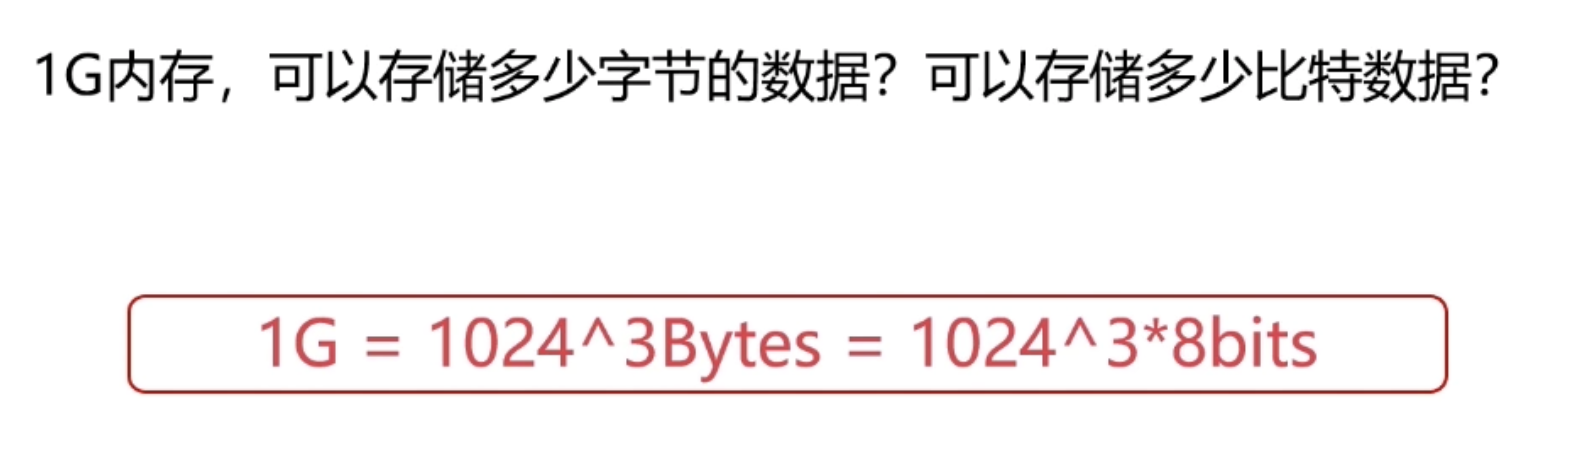 1G内存，可以存储多少字节的数据？可以存储多少比特数据？
1G = 1024^3Bytes = 1024^3*8bits